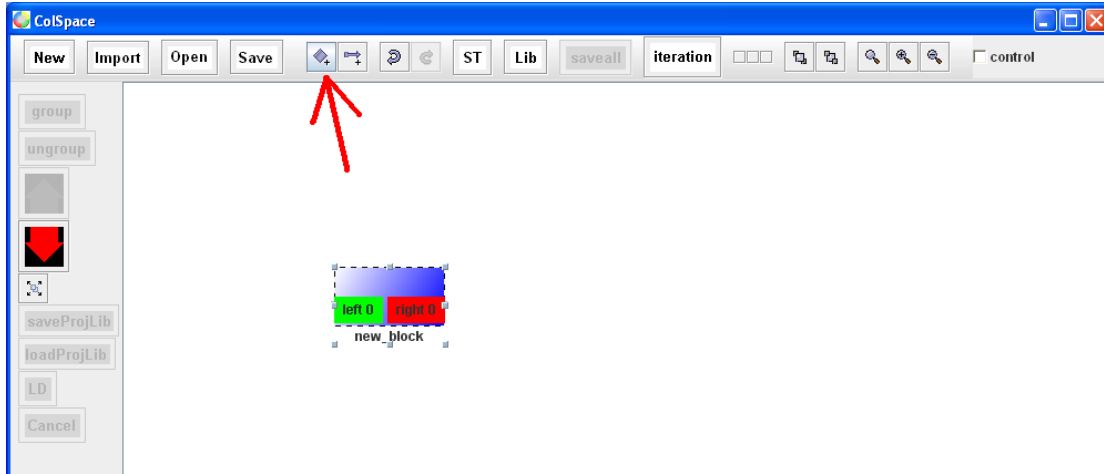 ColSpace
New Import Open Save ST Lib saveall iteration control
group
ungroup
saveProjLib
loadProjLib
LD
Cancel
left 0 right 0
new_block